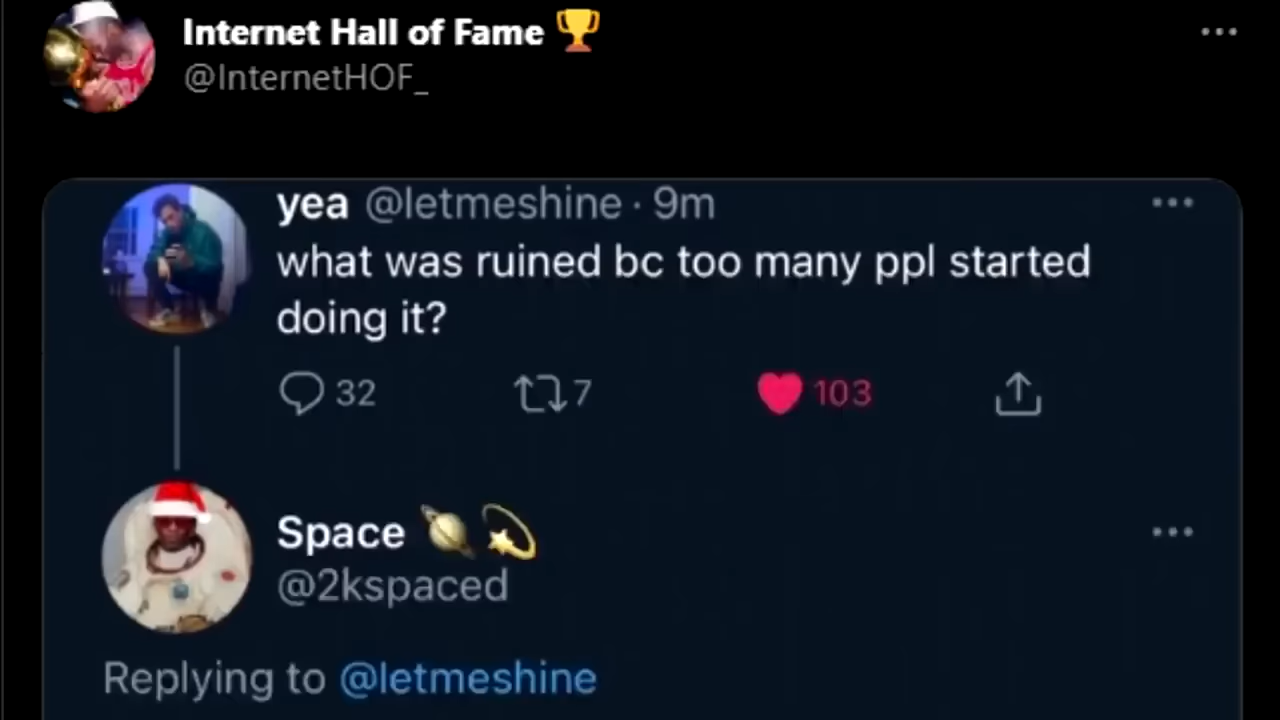 Internet Hall of Fame 🏆
@InternetHOF_
yea @letmeshine · 9m
what was ruined bc too many ppl started
doing it?
32 7 103
Space 🪐💫
@2kspaced
Replying to @letmeshine